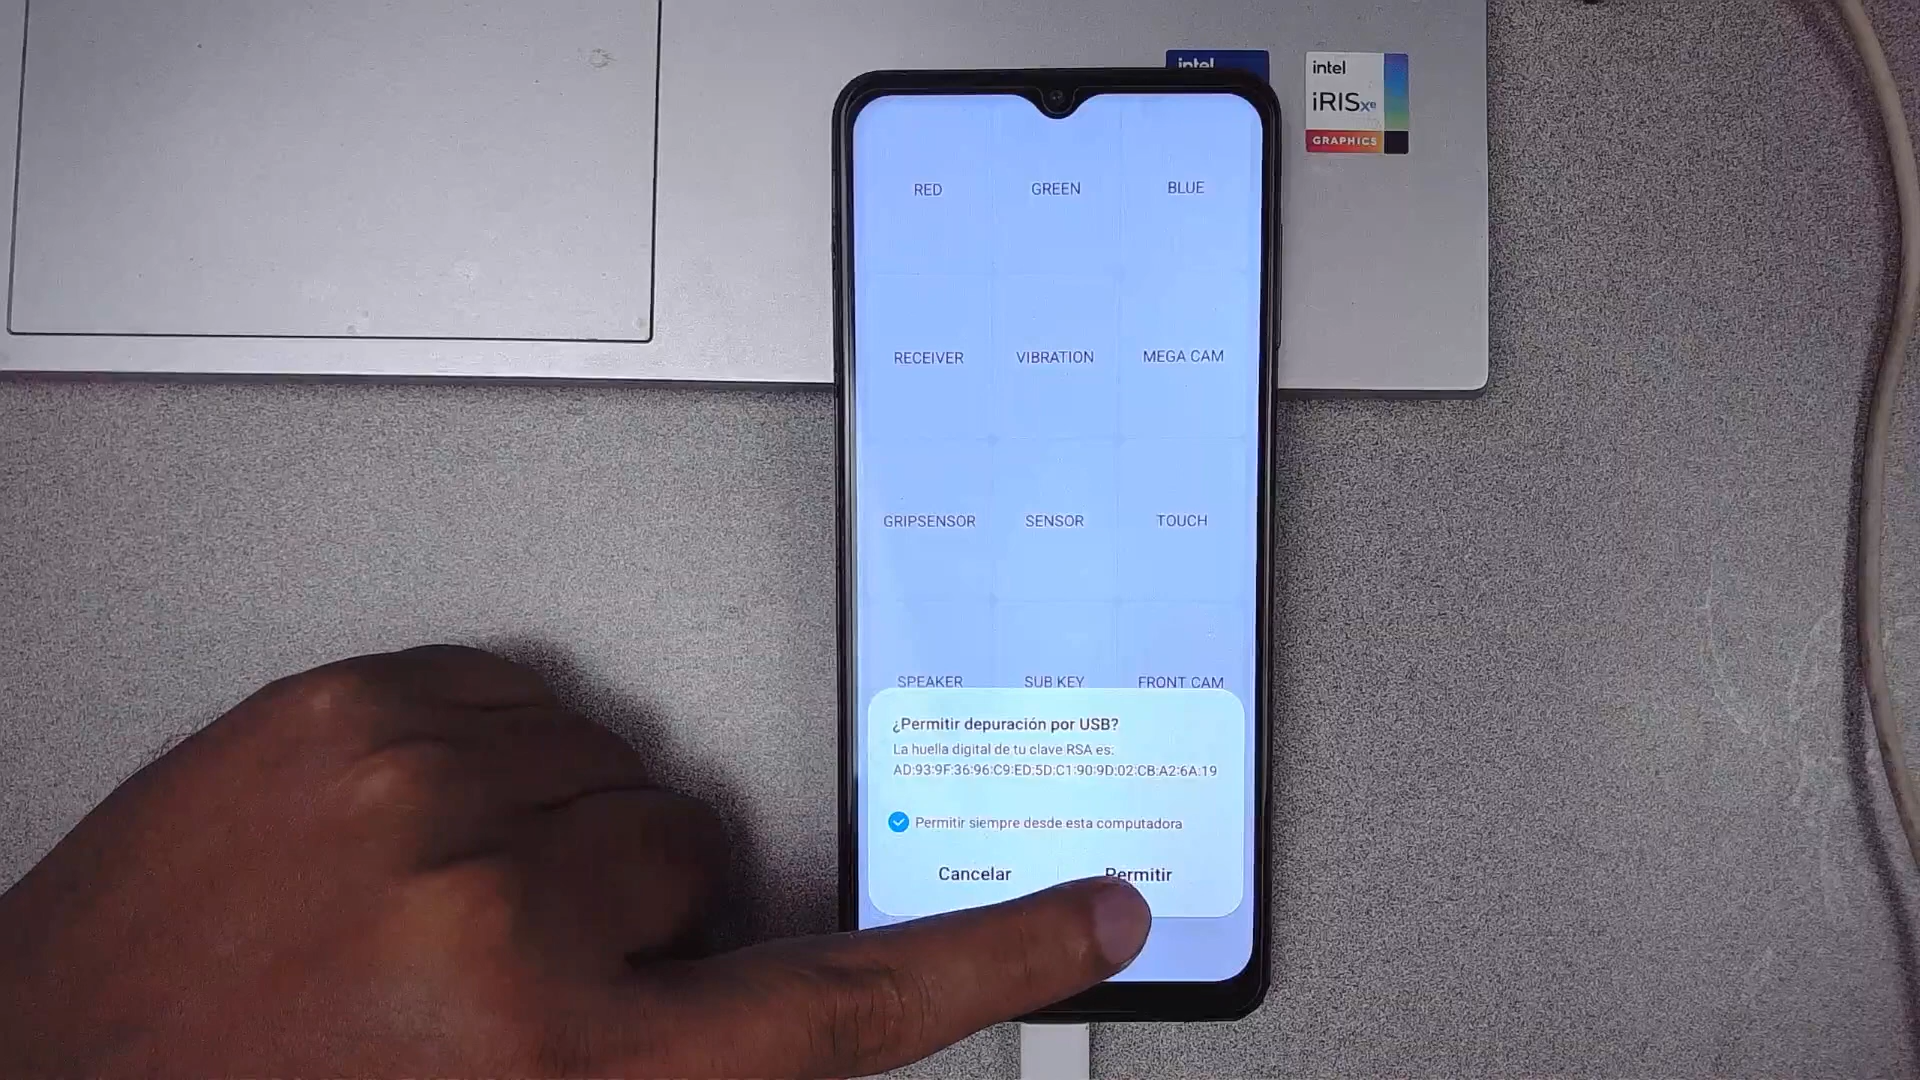 intel
intel
iRISxe
GRAPHICS
RED GREEN BLUE
RECEIVER VIBRATION MEGA CAM
GRIPSENSOR SENSOR TOUCH
SPEAKER SUB KEY FRONT CAM
¿Permitir depuración por USB?
La huella digital de tu clave RSA es:
AD:93:9F:36:96:C9:ED:5D:C1:90:9D:02:CB:A2:6A:19
Permitir siempre desde esta computadora
Cancelar Permitir